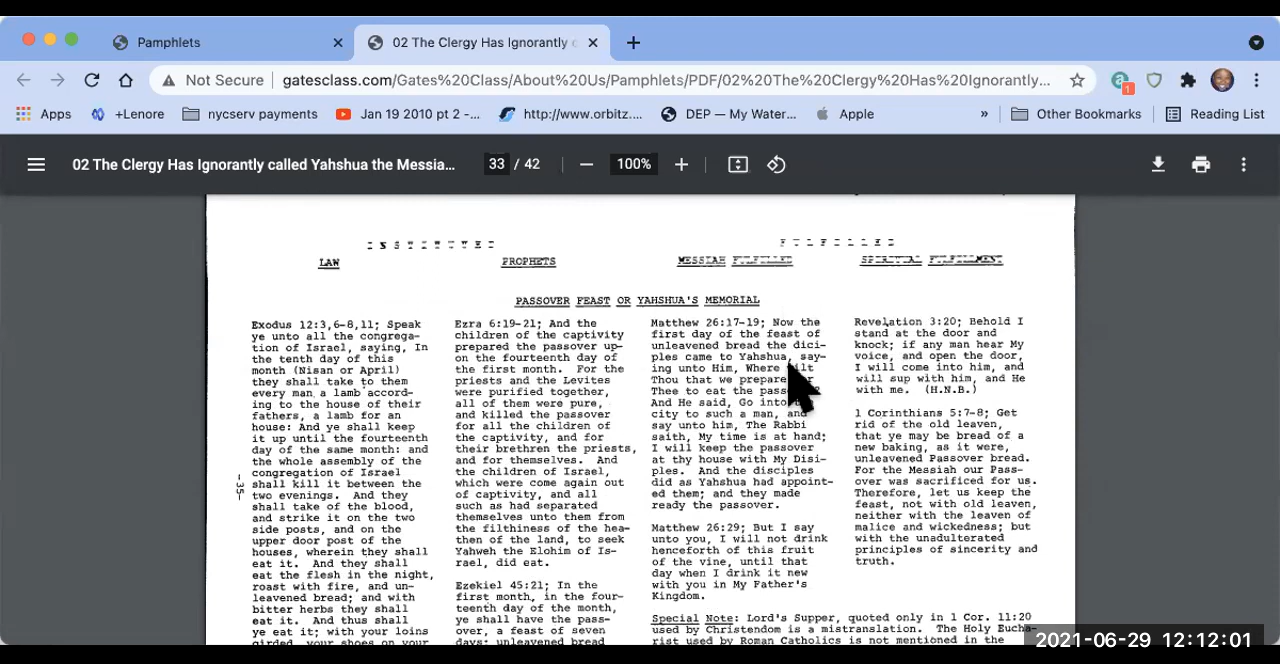 Pamphlets
02 The Clergy Has Ignorantly c
Not Secure gatesclass.com/Gates%20Class/About%20Us/Pamphlets/PDF/02%20The%20Clergy%20Has%20Ignorantly...
1
Apps +Lenore nycserv payments Jan 19 2010 pt 2 -... http://www.orbitz.... DEP — My Water... Apple » Other Bookmarks Reading List
02 The Clergy Has Ignorantly called Yahshua the Messia... 33 / 42 100%
INSTITUTED FULFILLED
LAW PROPHETS MESSIAH FULFILLED SPIRITUAL FULFILLMENT
PASSOVER FEAST OR YAHSHUA'S MEMORIAL
Exodus 12:3,6-8,11; Speak
ye unto all the congrega-
tion of Israel, saying, In
the tenth day of this
month (Nisan or April)
they shall take to them
every man a lamb accord-
ing to the house of their
fathers, a lamb for an
house: And ye shall keep
it up until the fourteenth
day of the same month: and
the whole assembly of the
congregation of Israel
shall kill it between the
two evenings. And they
shall take of the blood,
and strike it on the two
side posts, and on the
upper door post of the
houses, wherein they shall
eat it. And they shall
eat the flesh in the night,
roast with fire, and un-
leavened bread; and with
bitter herbs they shall
eat it. And thus shall
ye eat it; with your loins
girded, your shoes on your
Ezra 6:19-21; And the
children of the captivity
prepared the passover up-
on the fourteenth day of
the first month. For the
priests and the Levites
were purified together,
all of them were pure,
and killed the passover
for all the children of
the captivity, and for
their brethren the priests,
and for themselves. And
the children of Israel,
which were come again out
of captivity, and all
such as had separated
themselves unto them from
the filthiness of the hea-
then of the land, to seek
Yahweh the Elohim of Is-
rael, did eat.
Ezekiel 45:21; In the
first month, in the four-
teenth day of the month,
ye shall have the pass-
over, a feast of seven
days; unleavened bread
Matthew 26:17-19; Now the
first day of the feast of
unleavened bread the dici-
ples came to Yahshua, say-
ing unto Him, Where
Thou that we prepare
Thee to eat the
And He said, Go into
city to such a man, and
say unto him, The Rabbi
saith, My time is at hand;
I will keep the passover
at thy house with My Disi-
ples. And the disciples
did as Yahshua had appoint-
ed them; and they made
ready the passover.
Matthew 26:29; But I say
unto you, I will not drink
henceforth of this fruit
of the vine, until that
day when I drink it new
with you in My Father's
Kingdom.
Revelation 3:20; Behold I
stand at the door and
knock; if any man hear My
voice, and open the door,
I will come into him, and
will sup with him, and He
with me. (H.N.B.)
1 Corinthians 5:7-8; Get
rid of the old leaven,
that ye may be bread of a
new baking, as it were,
unleavened Passover bread.
For the Messiah our Pass-
over was sacrificed for us.
Therefore, let us keep the
feast, not with old leaven,
neither with the leaven of
malice and wickedness; but
with the unadulterated
principles of sincerity and
truth.
Special Note: Lord's Supper, quoted only in 1 Cor. 11:20
used by Christendom is a mistranslation. The Holy Eucha-
rist used by Roman Catholics is not mentioned in the
-35-
2021-06-29 12:12:01